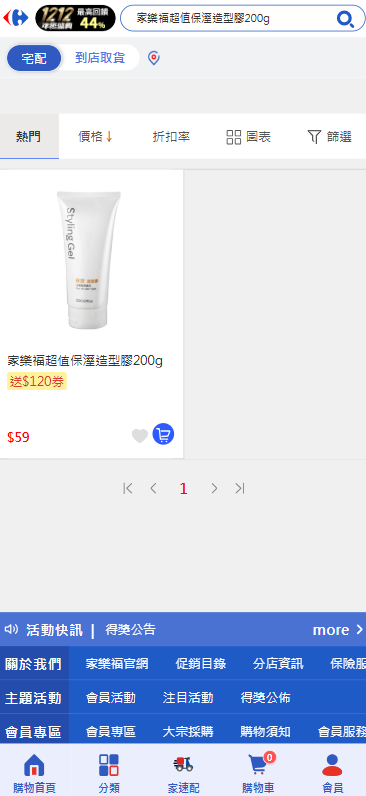 1212 最高回饋
年密盛典 44%
家樂福超值保溼造型膠200g
宅配
到店取貨
熱門
價格↓
折扣率
圖表
篩選
Styling Gel
家樂福超值保溼造型膠200g
送$120券
$59
1
活動快訊 | 得獎公告
more
關於我們 家樂福官網 促銷目錄 分店資訊 保險服
主題活動 會員活動 注目活動 得獎公佈
會員專區 會員專區 大宗採購 購物須知 會員服務
0
購物首頁 分類 家速配 購物車 會員